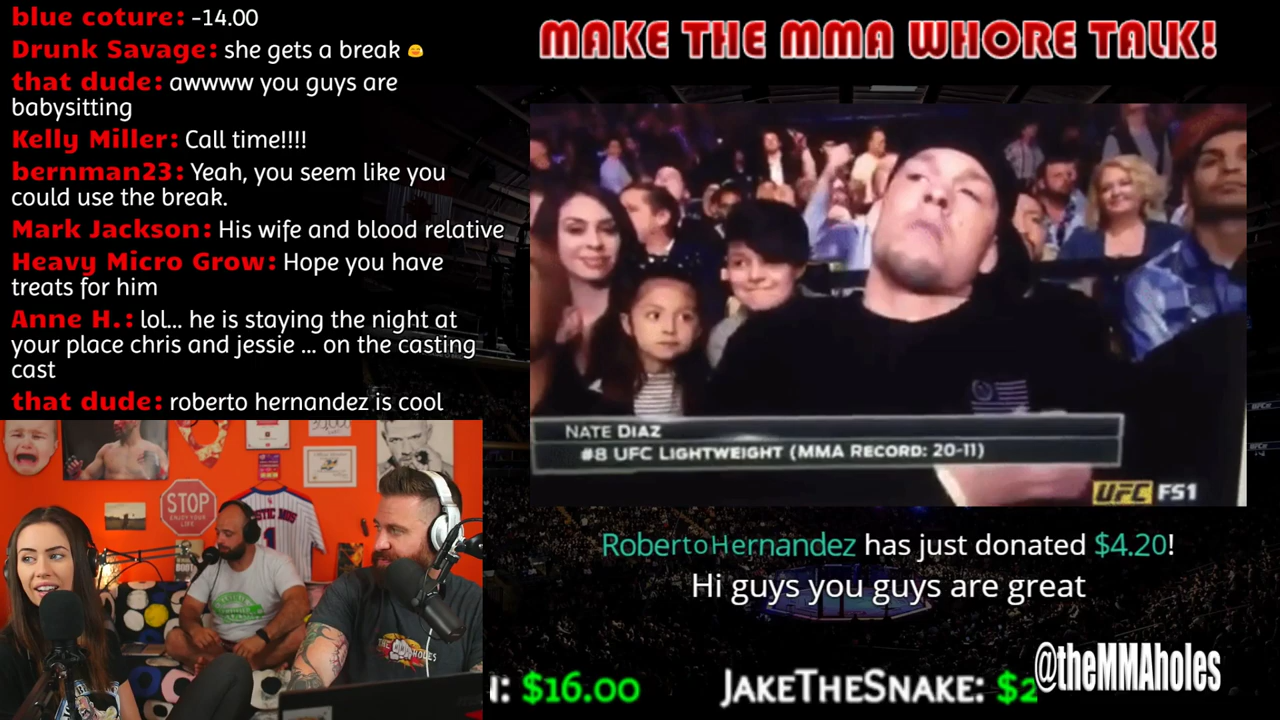 blue coture: -14.00
Drunk Savage: she gets a break
that dude: awwww you guys are
babysitting
Kelly Miller: Call time!!!!
bernman23: Yeah, you seem like you
could use the break.
Mark Jackson: His wife and blood relative
Heavy Micro Grow: Hope you have
treats for him
Anne H.: lol... he is staying the night at
your place chris and jessie ... on the casting
cast
that dude: roberto hernandez is cool
MAKE THE MMA WHORE TALK!
NATE DIAZ
#8 UFC LIGHTWEIGHT (MMA RECORD: 20-11)
UFC FS1
RobertoHernandez has just donated $4.20!
Hi guys you guys are great
STOP
ENJOY YOUR
LIFE
: $16.00 JAKETHESNAKE: $2
@theMMAholes